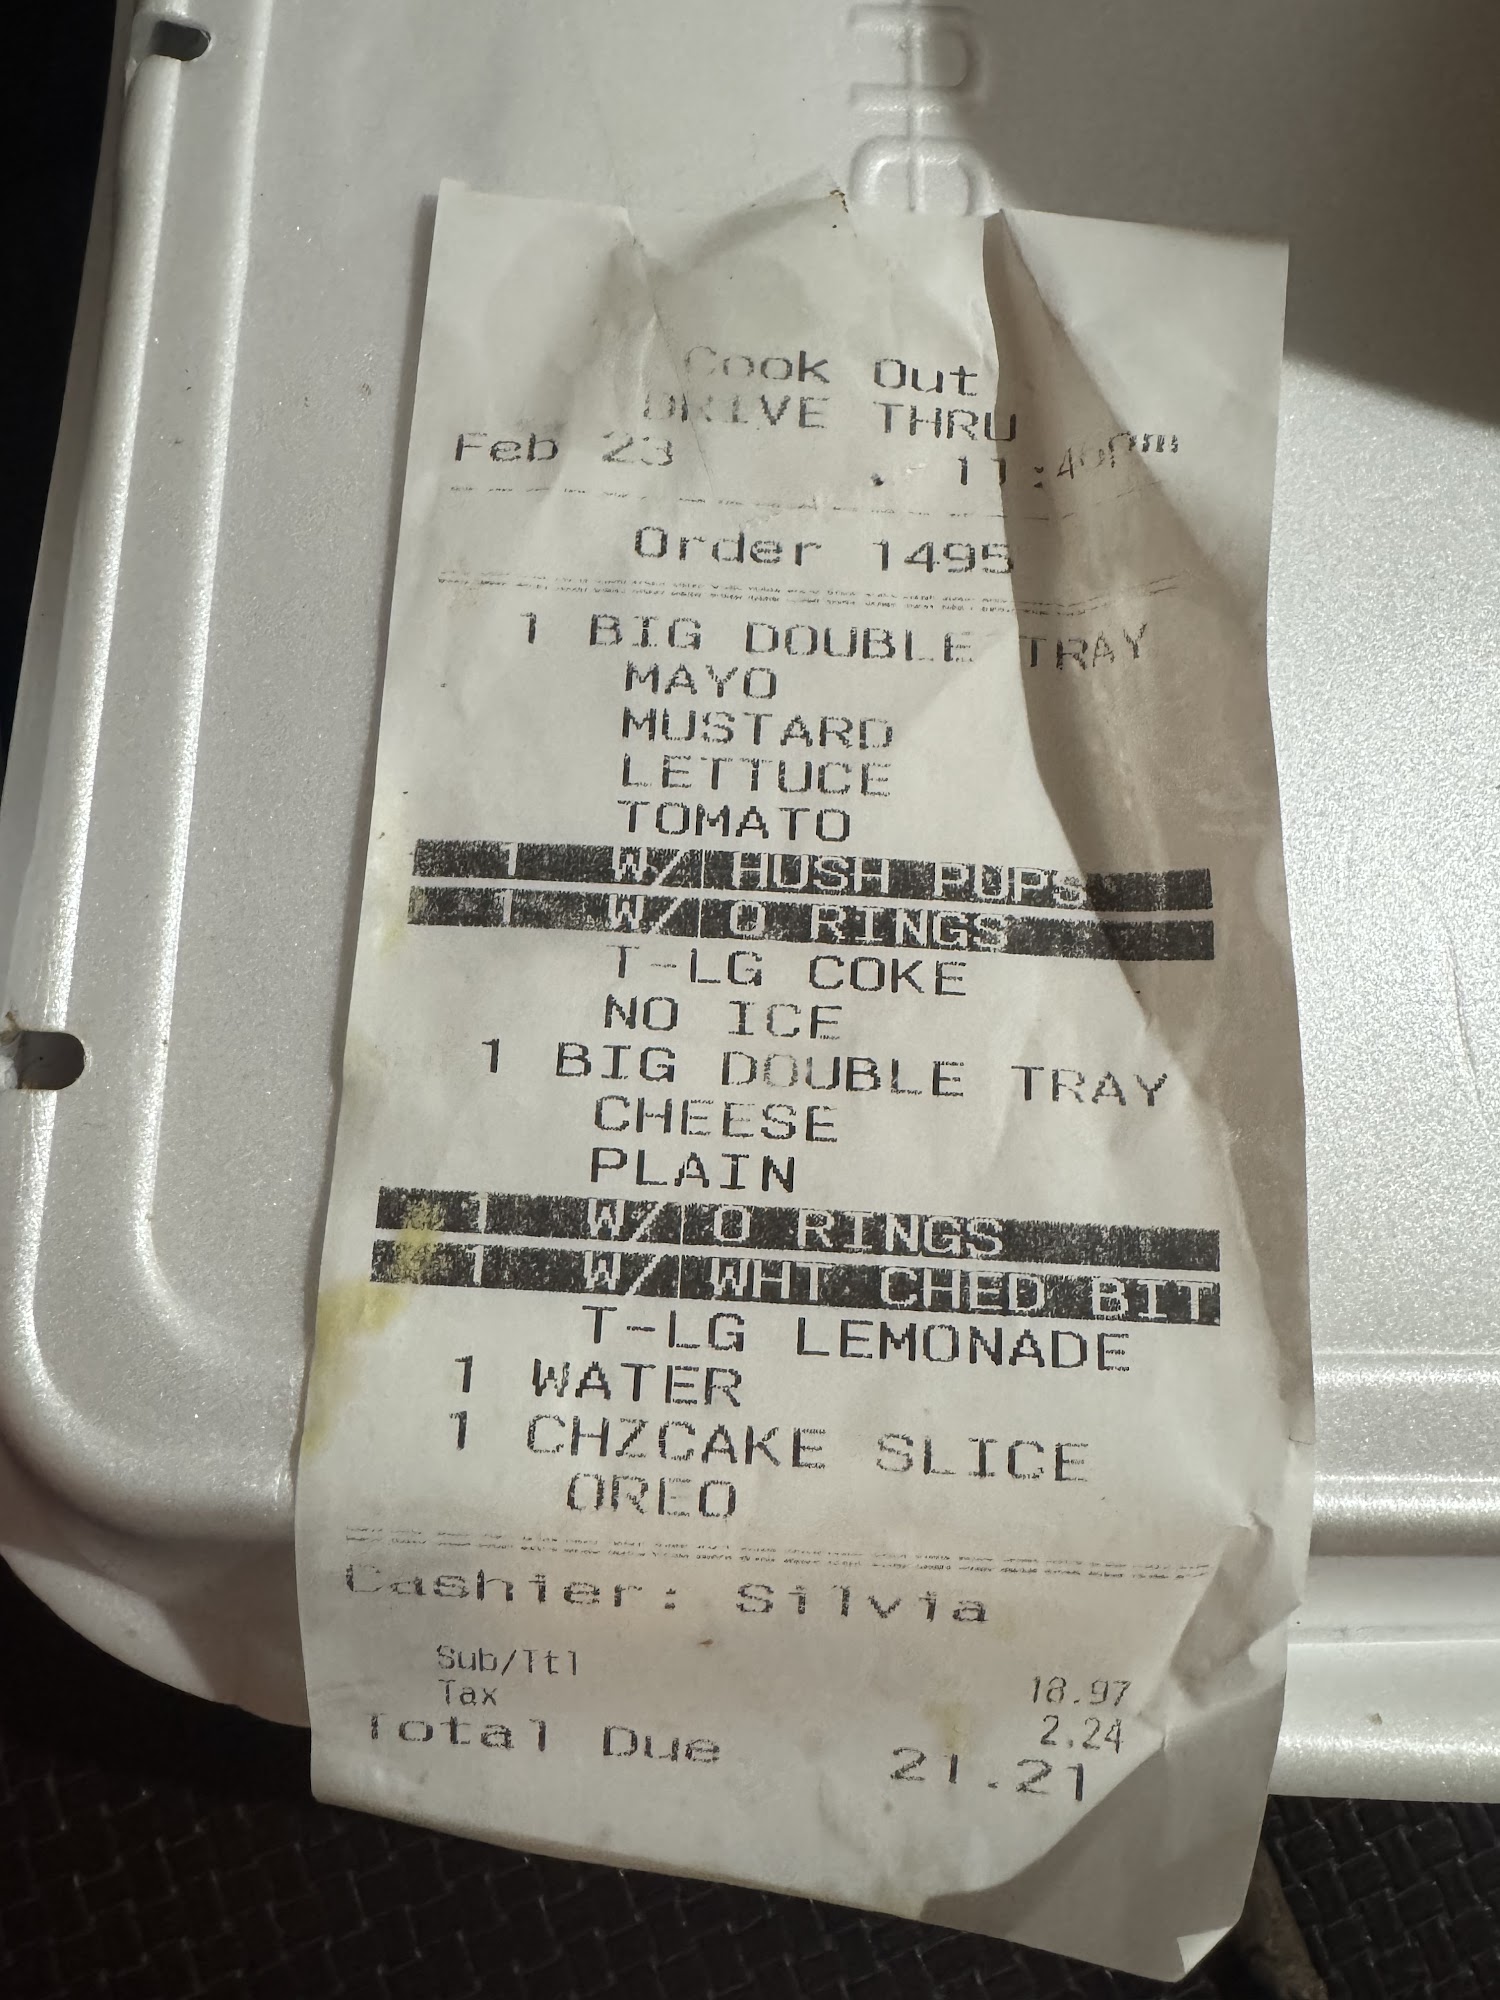 Cook Out
DRIVE THRU
Feb 23 11:40pm
Order 1495
1 BIG DOUBLE TRAY
MAYO
MUSTARD
LETTUCE
TOMATO
1 W/ HUSH PUPS
1 W/ O RINGS
T-LG COKE
NO ICE
1 BIG DOUBLE TRAY
CHEESE
PLAIN
1 W/ O RINGS
1 W/ WHT CHED BIT
T-LG LEMONADE
1 WATER
1 CHZCAKE SLICE
OREO
Cashier: Silvia
Sub/Ttl 18.97
Tax 2.24
Total Due 21.21